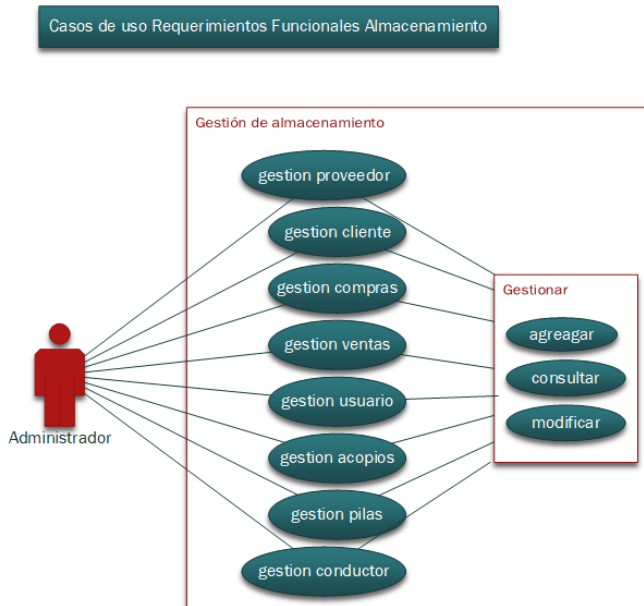 Casos de uso Requerimientos Funcionales Almacenamiento
Gestión de almacenamiento
gestion proveedor
gestion cliente
gestion compras
gestion ventas
gestion usuario
gestion acopios
gestion pilas
gestion conductor
Gestionar
agreagar
consultar
modificar
Administrador